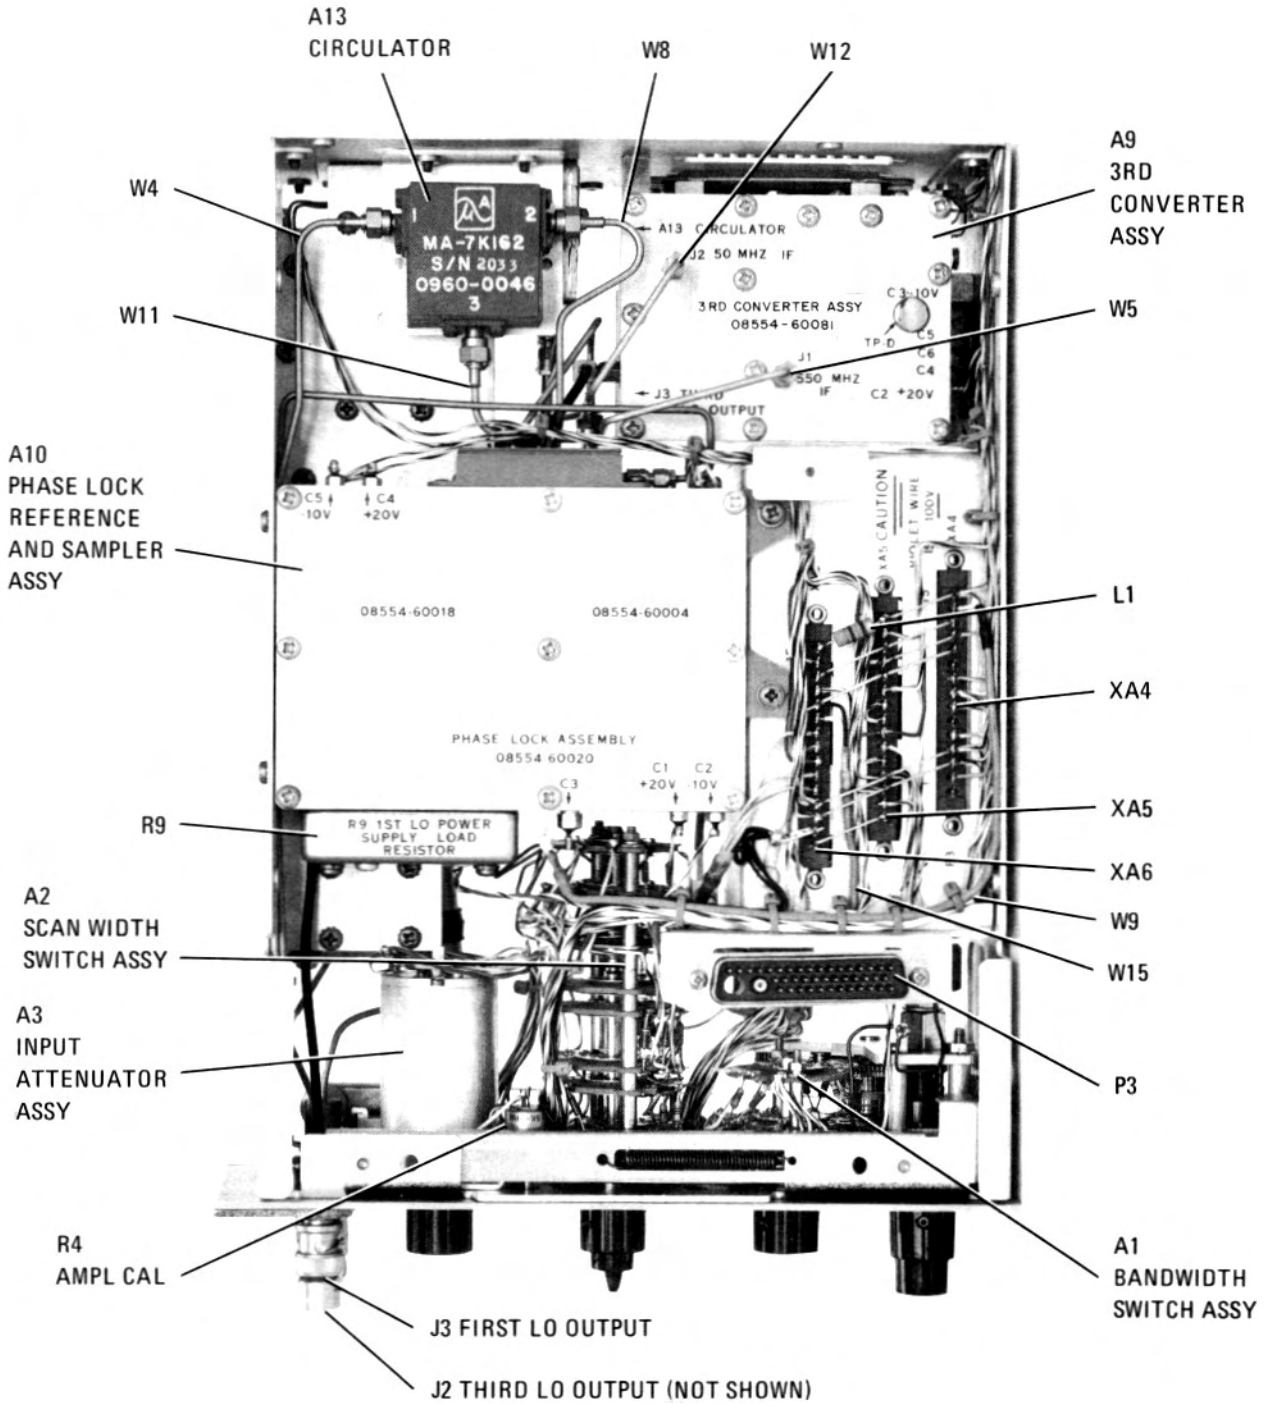 A13
CIRCULATOR
W8
W12
A9
3RD
CONVERTER
ASSY
W4
W11
W5
1
2
MA-7K162
S/N 2033
0960-0046
3
A13 CIRCULATOR
J2 50 MHZ IF
3RD CONVERTER ASSY
08554-60081
C3-10V
TP-D
C5
C6
C4
C2 +20V
J1
550 MHZ
IF
J3 THIRD
OUTPUT
A10
PHASE LOCK
REFERENCE
AND SAMPLER
ASSY
C5
-10V
C4
+20V
XA5 CAUTION
VIOLET WIRE
IS 100V
XA4
08554-60018
08554-60004
PHASE LOCK ASSEMBLY
08554 60020
C3
C1
+20V
C2
-10V
L1
XA4
XA5
XA6
W9
W15
P3
R9
R9 1ST LO POWER
SUPPLY LOAD
RESISTOR
A2
SCAN WIDTH
SWITCH ASSY
A3
INPUT
ATTENUATOR
ASSY
R4
AMPL CAL
A1
BANDWIDTH
SWITCH ASSY
J3 FIRST LO OUTPUT
J2 THIRD LO OUTPUT (NOT SHOWN)